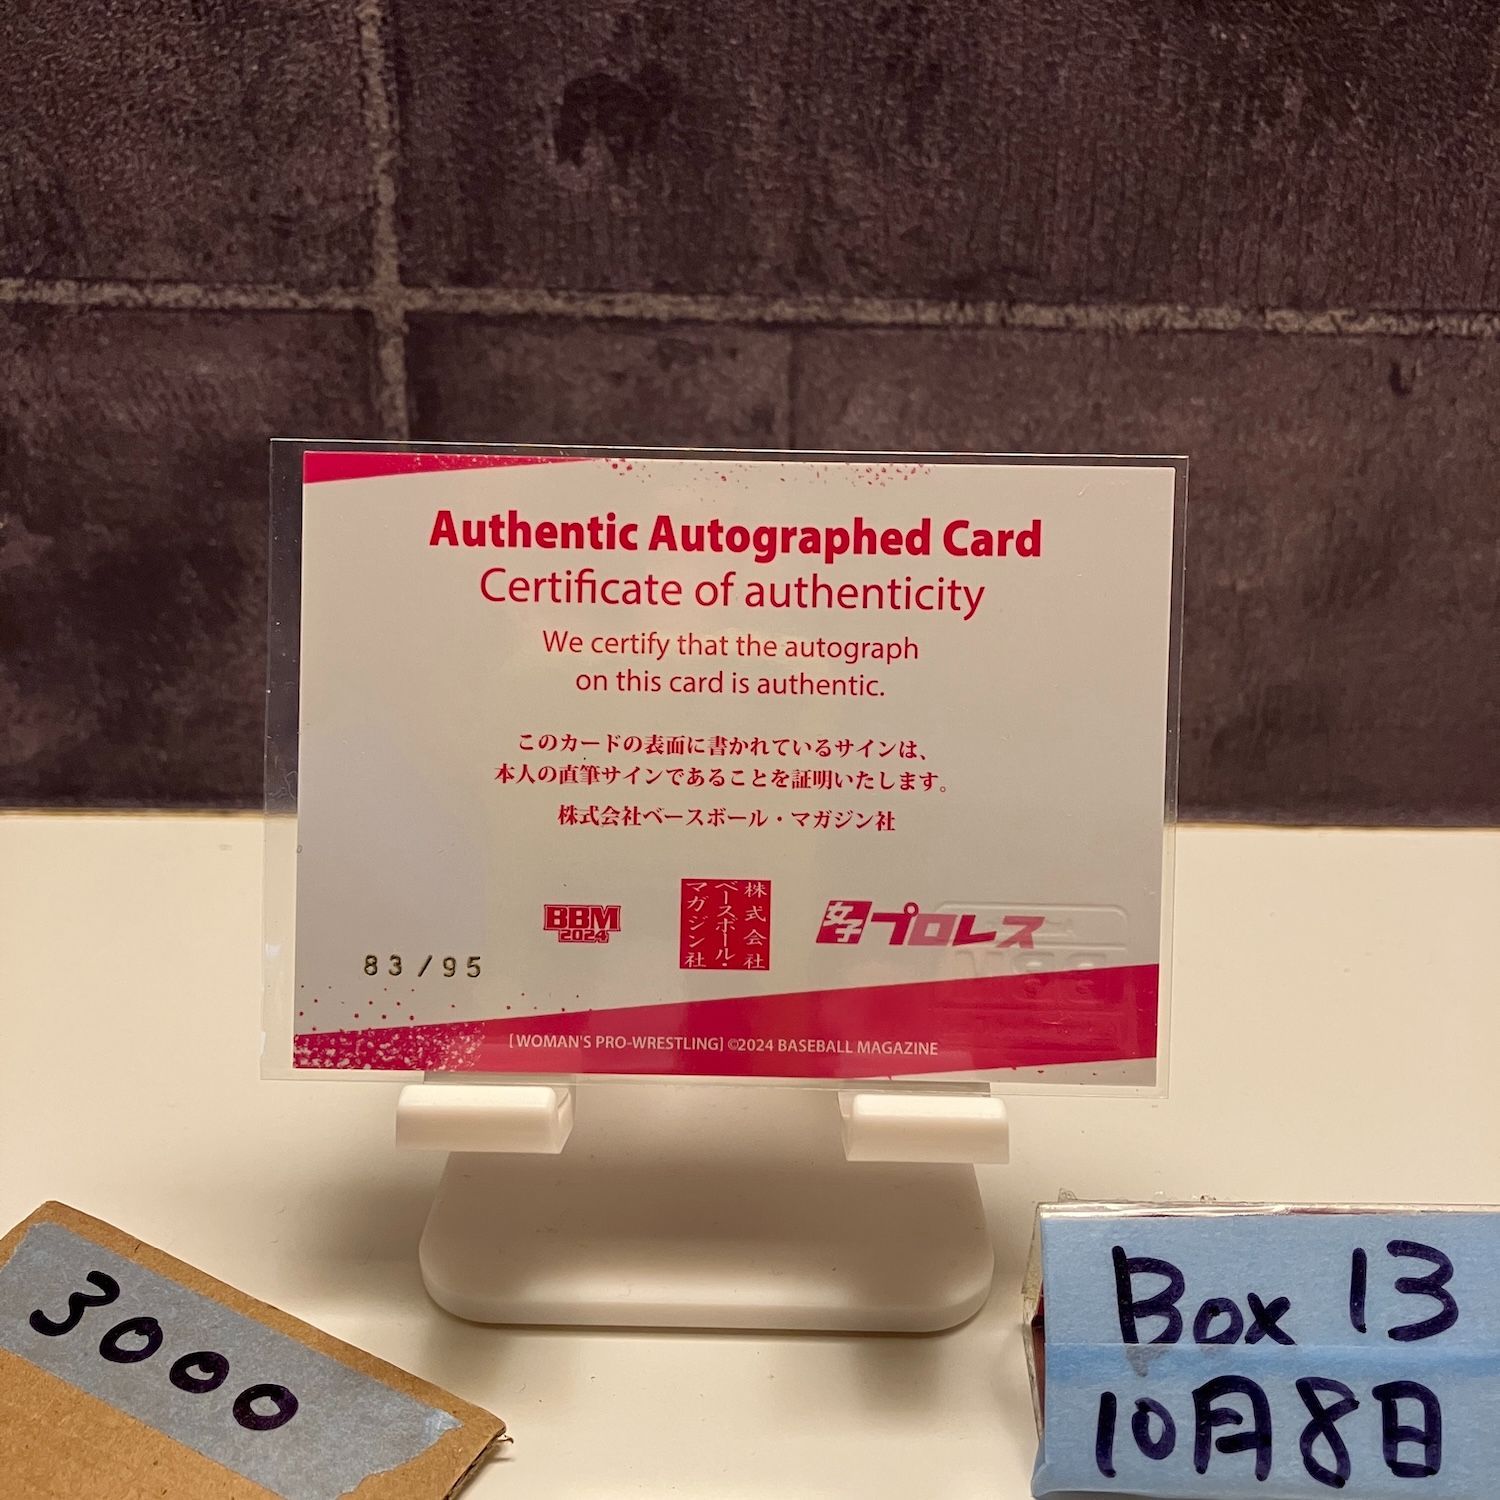 Authentic Autographed Card
Certificate of authenticity
We certify that the autograph
on this card is authentic.
このカードの表面に書かれているサインは、
本人の直筆サインであることを証明いたします。
株式会社ベースボール・マガジン社
BBM
2024
株式会社
ベースボール・
マガジン社
女子プロレス
83/95
[WOMAN'S PRO-WRESTLING] ©2024 BASEBALL MAGAZINE
3000
Box 13
10月8日